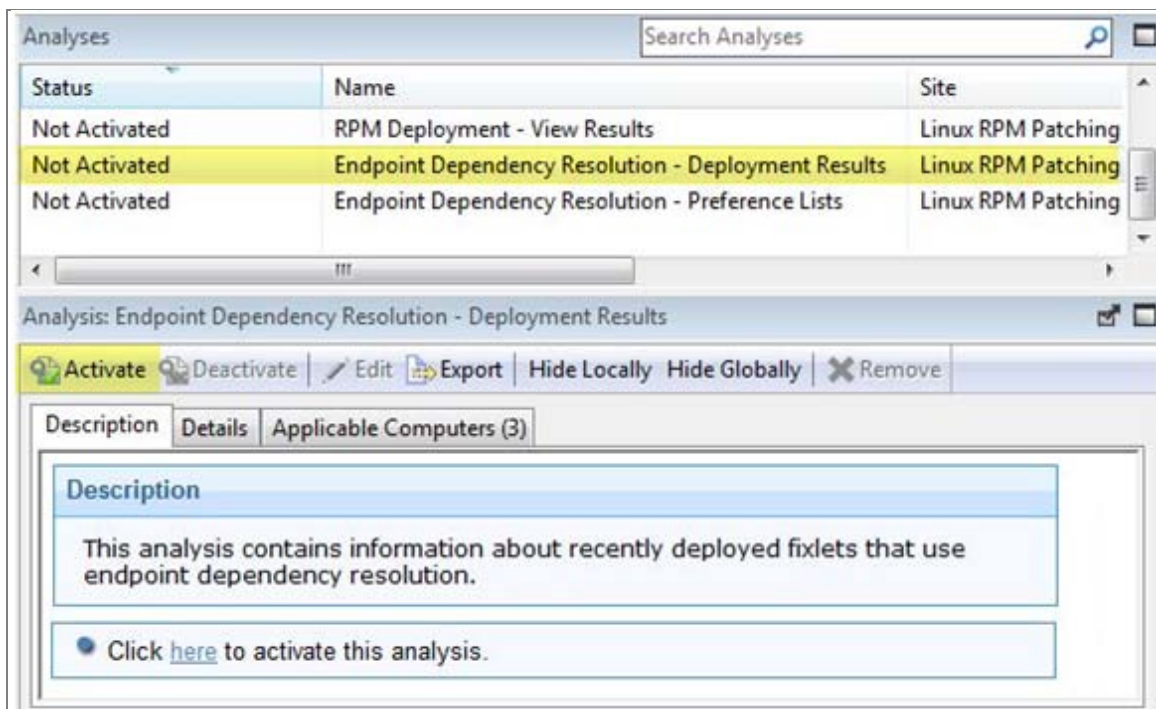 Analyses Search Analyses
Status Name Site
Not Activated RPM Deployment - View Results Linux RPM Patching
Not Activated Endpoint Dependency Resolution - Deployment Results Linux RPM Patching
Not Activated Endpoint Dependency Resolution - Preference Lists Linux RPM Patching
Analysis: Endpoint Dependency Resolution - Deployment Results
Activate Deactivate Edit Export Hide Locally Hide Globally Remove
Description Details Applicable Computers (3)
Description
This analysis contains information about recently deployed fixlets that use
endpoint dependency resolution.
Click here to activate this analysis.